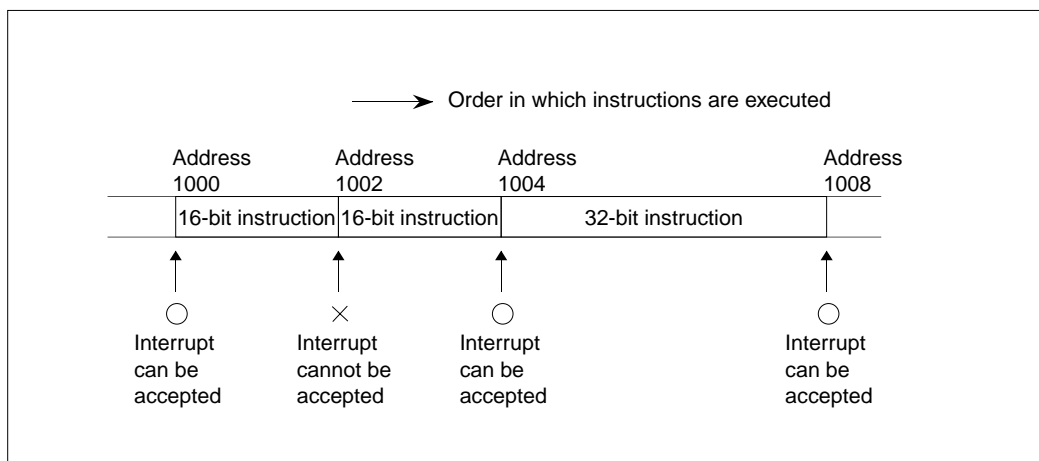 Order in which instructions are executed
Address 1000
Address 1002
Address 1004
Address 1008
16-bit instruction
16-bit instruction
32-bit instruction
Interrupt can be accepted
Interrupt cannot be accepted
Interrupt can be accepted
Interrupt can be accepted